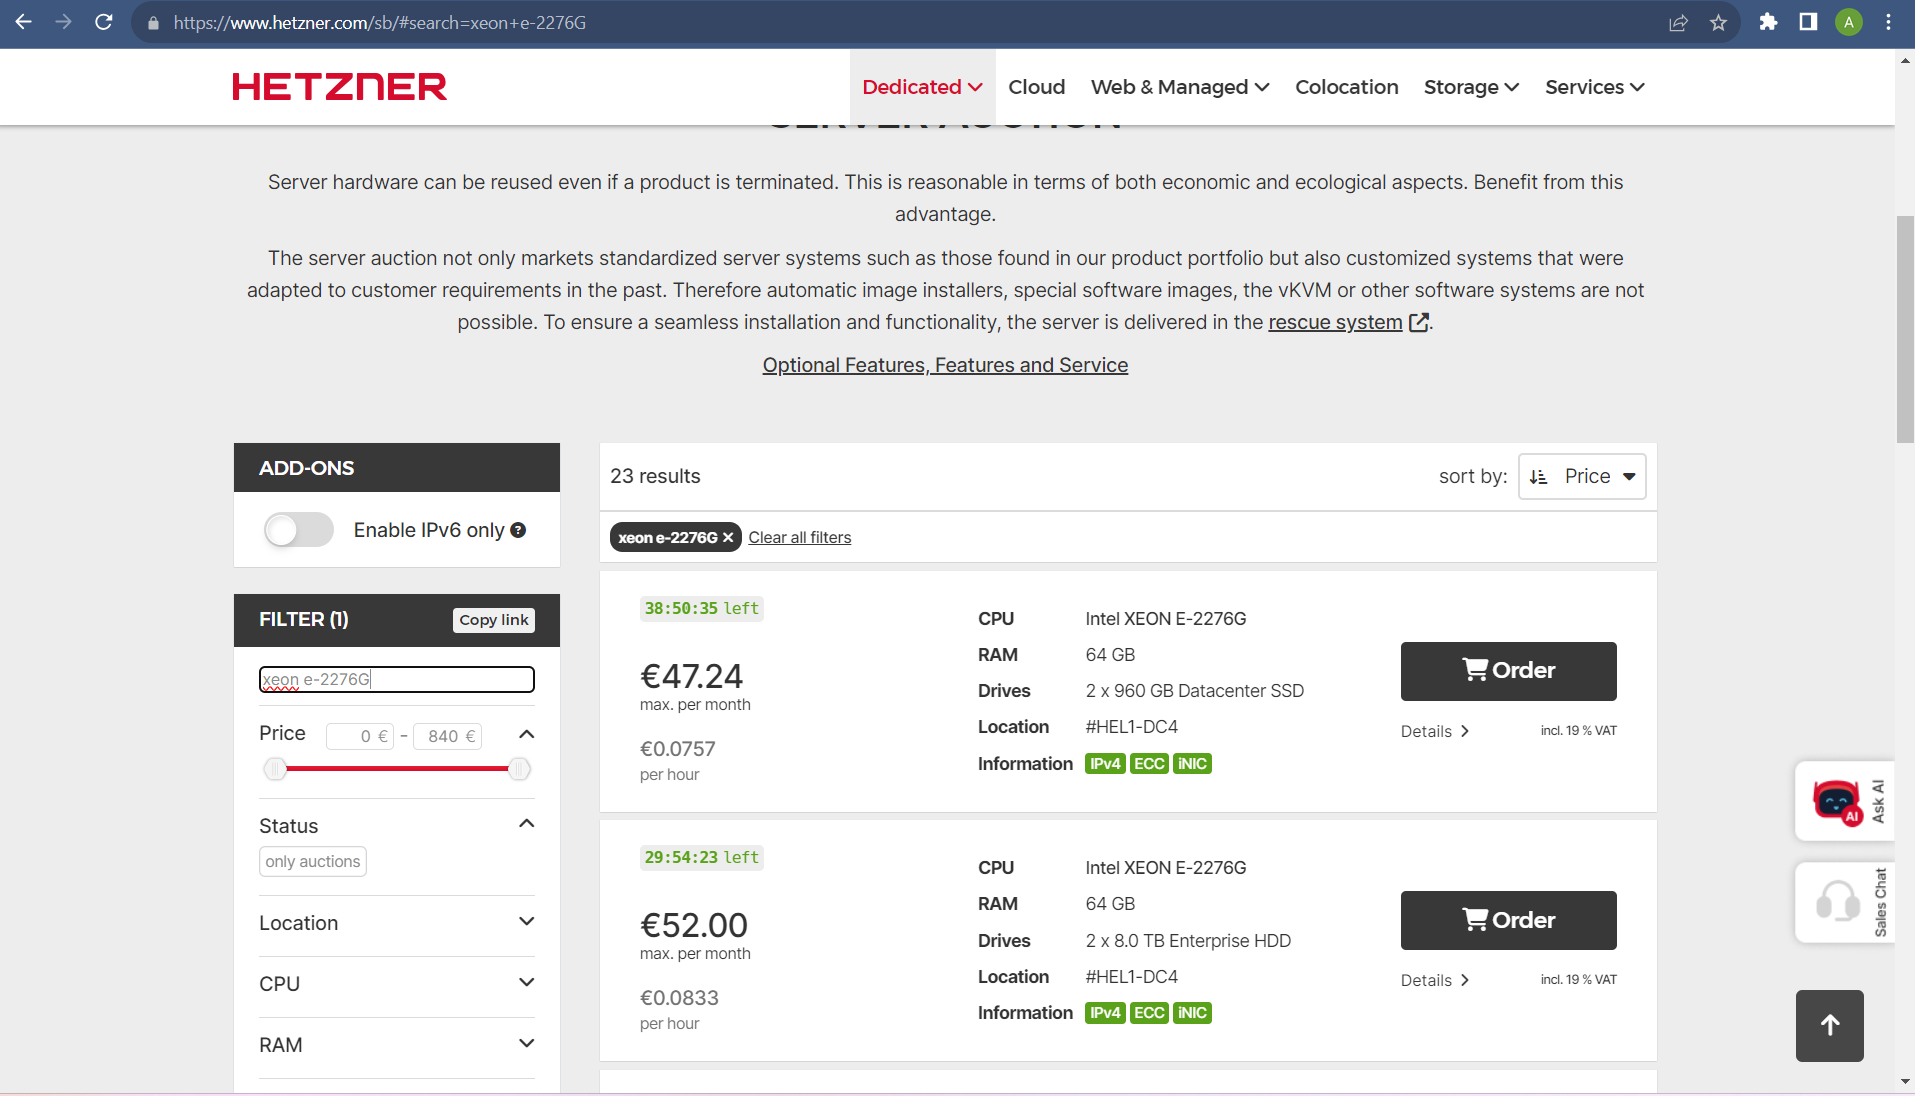 https://www.hetzner.com/sb/#search=xeon+e-2276G
A
HETZNER
Dedicated
Cloud
Web & Managed
Colocation
Storage
Services
SERVER AUCTION
Server hardware can be reused even if a product is terminated. This is reasonable in terms of both economic and ecological aspects. Benefit from this
advantage.
The server auction not only markets standardized server systems such as those found in our product portfolio but also customized systems that were
adapted to customer requirements in the past. Therefore automatic image installers, special software images, the vKVM or other software systems are not
possible. To ensure a seamless installation and functionality, the server is delivered in the rescue system.
Optional Features, Features and Service
ADD-ONS
Enable IPv6 only ?
FILTER (1)
Copy link
xeon e-2276G
Price 0 € - 840 €
Status
only auctions
Location
CPU
RAM
23 results
sort by: Price
xeon e-2276G × Clear all filters
38:50:35 left
€47.24
max. per month
€0.0757
per hour
CPU Intel XEON E-2276G
RAM 64 GB
Drives 2 x 960 GB Datacenter SSD
Location #HEL1-DC4
Information IPv4 ECC iNIC
Order
Details
incl. 19 % VAT
29:54:23 left
€52.00
max. per month
€0.0833
per hour
CPU Intel XEON E-2276G
RAM 64 GB
Drives 2 x 8.0 TB Enterprise HDD
Location #HEL1-DC4
Information IPv4 ECC iNIC
Order
Details
incl. 19 % VAT
AI
Ask AI
Sales Chat